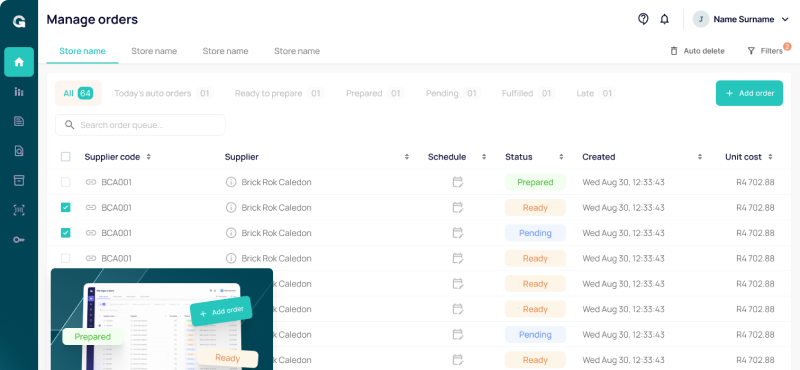 G
Manage orders
J
Name Surname
Store name Store name Store name Store name
Auto delete
Filters 2
All 64 Today's auto orders 01 Ready to prepare 01 Prepared 01 Pending 01 Fulfilled 01 Late 01
+ Add order
Search order queue...
Supplier code Supplier Schedule Status Created Unit cost
BCA001 Brick Rok Caledon Prepared Wed Aug 30, 12:33:43 R4 702.88
BCA001 Brick Rok Caledon Ready Wed Aug 30, 12:33:43 R4 702.88
BCA001 Brick Rok Caledon Pending Wed Aug 30, 12:33:43 R4 702.88
BCA001 Brick Rok Caledon Ready Wed Aug 30, 12:33:43 R4 702.88
Rok Caledon Ready Wed Aug 30, 12:33:43 R4 702.88
Rok Caledon Ready Wed Aug 30, 12:33:43 R4 702.88
Rok Caledon Pending Wed Aug 30, 12:33:43 R4 702.88
Rok Caledon Ready Wed Aug 30, 12:33:43 R4 702.88
Manage orders
+ Add order
Prepared
Ready